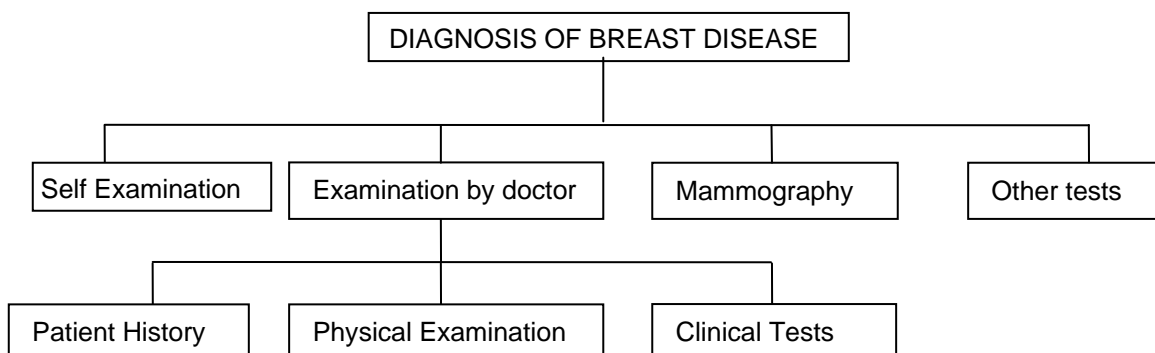 DIAGNOSIS OF BREAST DISEASE
Self Examination
Examination by doctor
Mammography
Other tests
Patient History
Physical Examination
Clinical Tests